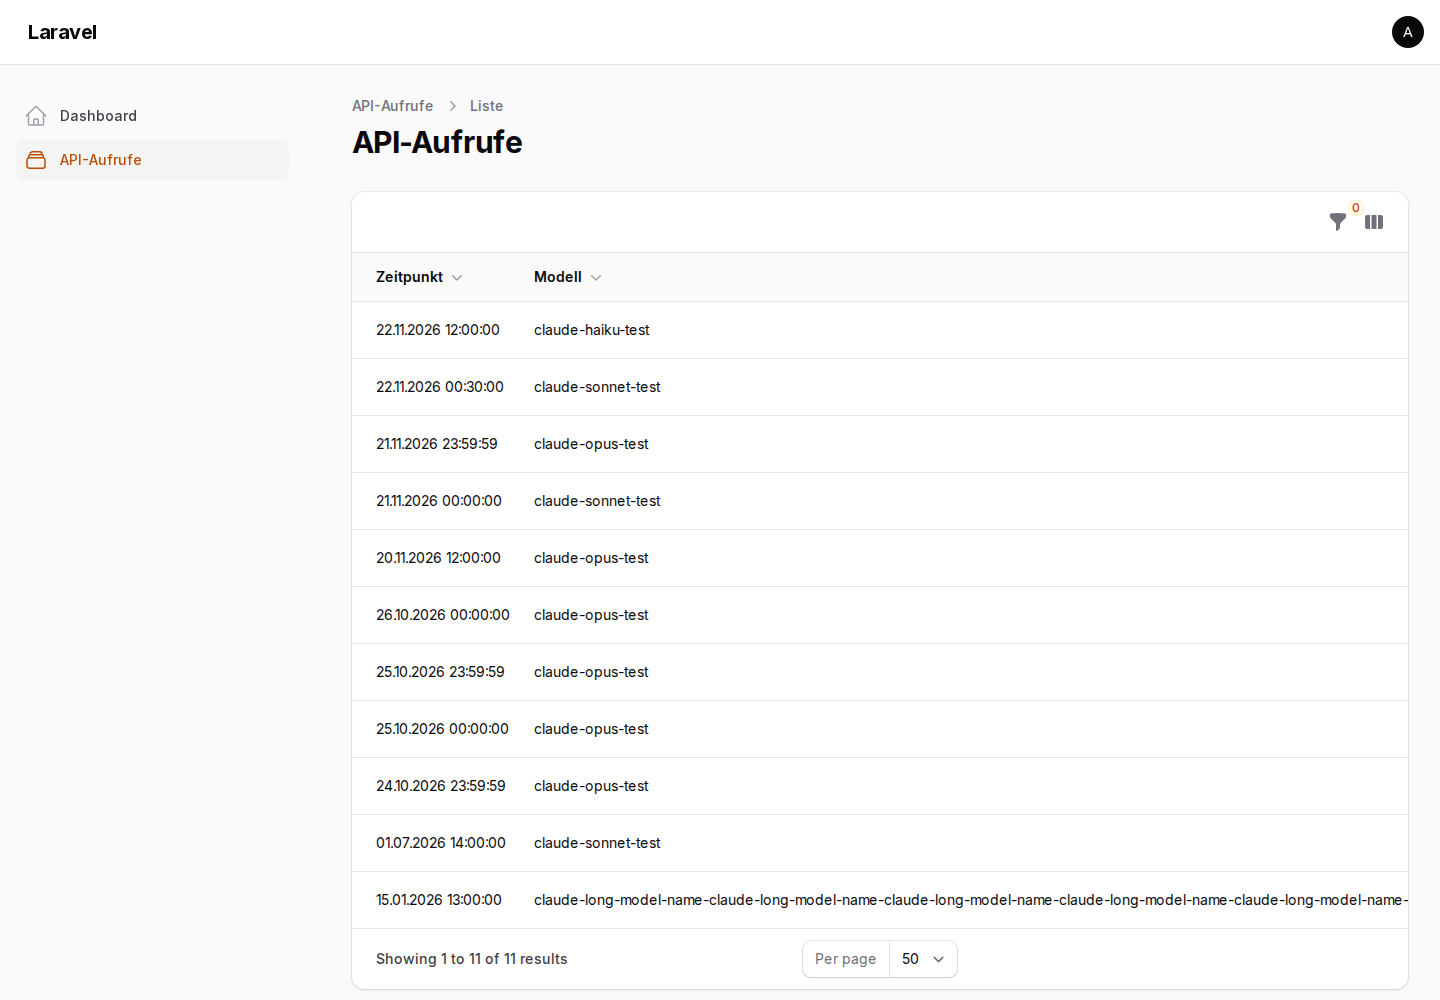 Laravel
A
Dashboard
API-Aufrufe
API-Aufrufe Liste
API-Aufrufe
0
Zeitpunkt Modell
22.11.2026 12:00:00 claude-haiku-test
22.11.2026 00:30:00 claude-sonnet-test
21.11.2026 23:59:59 claude-opus-test
21.11.2026 00:00:00 claude-sonnet-test
20.11.2026 12:00:00 claude-opus-test
26.10.2026 00:00:00 claude-opus-test
25.10.2026 23:59:59 claude-opus-test
25.10.2026 00:00:00 claude-opus-test
24.10.2026 23:59:59 claude-opus-test
01.07.2026 14:00:00 claude-sonnet-test
15.01.2026 13:00:00 claude-long-model-name-claude-long-model-name-claude-long-model-name-claude-long-model-name-claude-long-model-name-
Showing 1 to 11 of 11 results
Per page 50